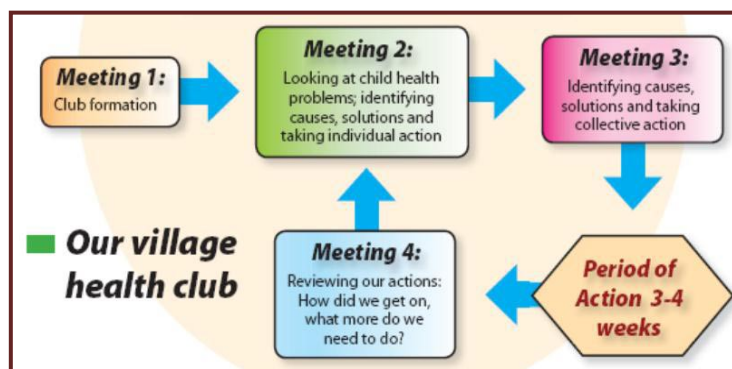 Meeting 1:
Club formation
Meeting 2:
Looking at child health
problems; identifying
causes, solutions and
taking individual action
Meeting 3:
Identifying causes,
solutions and taking
collective action
Period of
Action 3-4
weeks
Meeting 4:
Reviewing our actions:
How did we get on,
what more do we
need to do?
Our village
health club